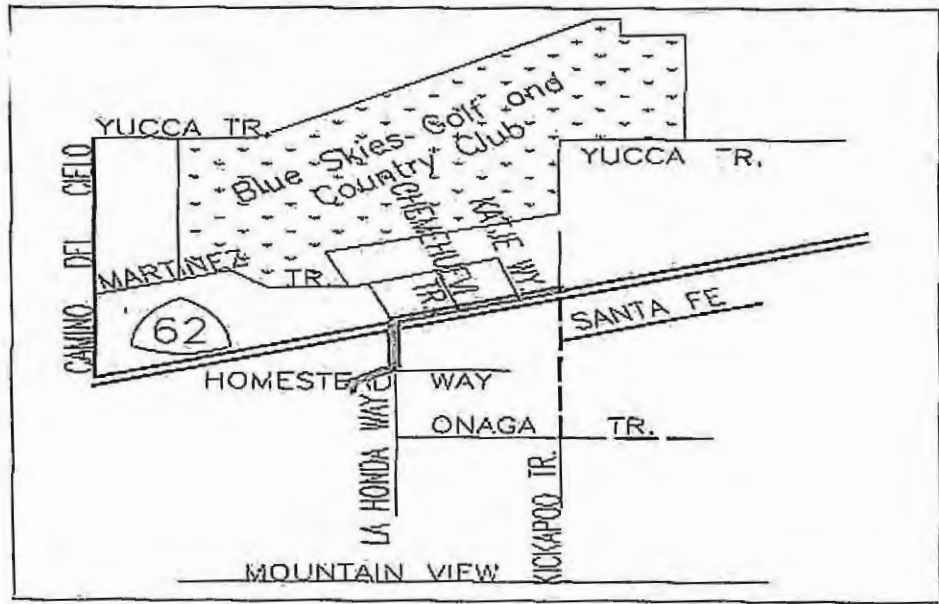 YUCCA TR.
Blue Skies Golf and
Country Club
YUCCA TR.
CAMINO DEL CIELO
CHEMEHUEVI
TR.
KATJE WY.
MARTINEZ TR.
62
SANTA FE
HOMESTEAD WAY
LA HONDA WAY
ONAGA TR.
KICKAPOO TR.
MOUNTAIN VIEW